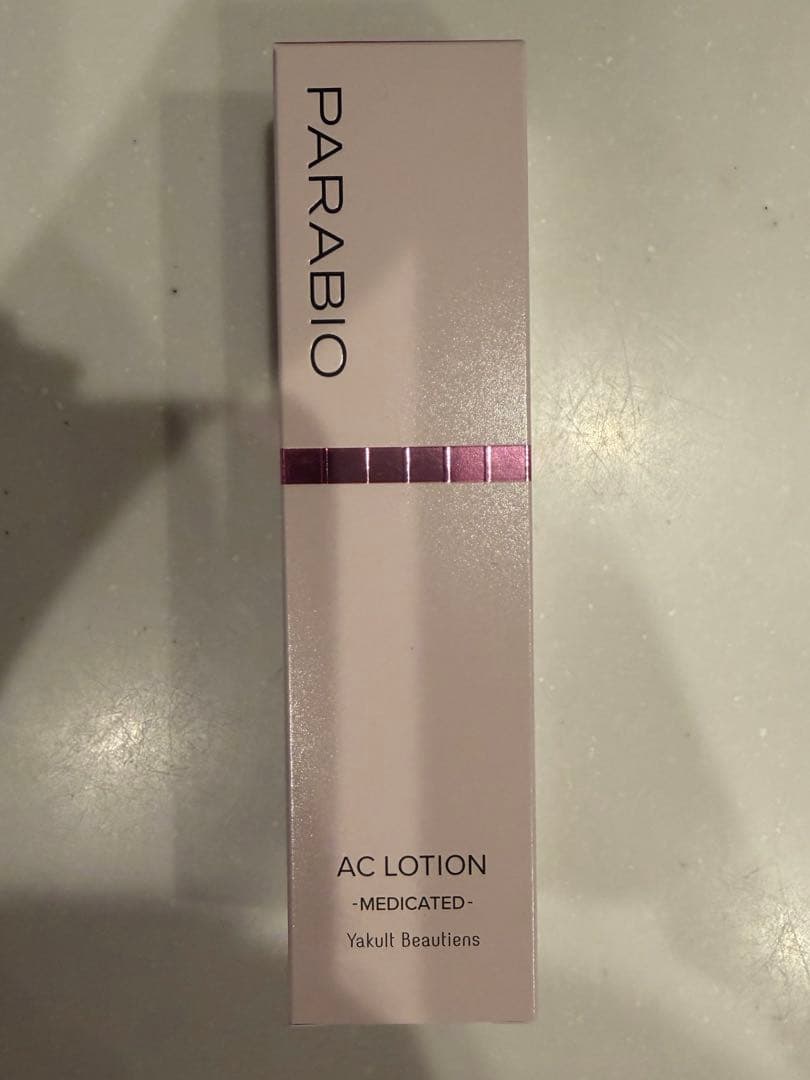 PARABIO
AC LOTION
-MEDICATED-
Yakult Beautiens